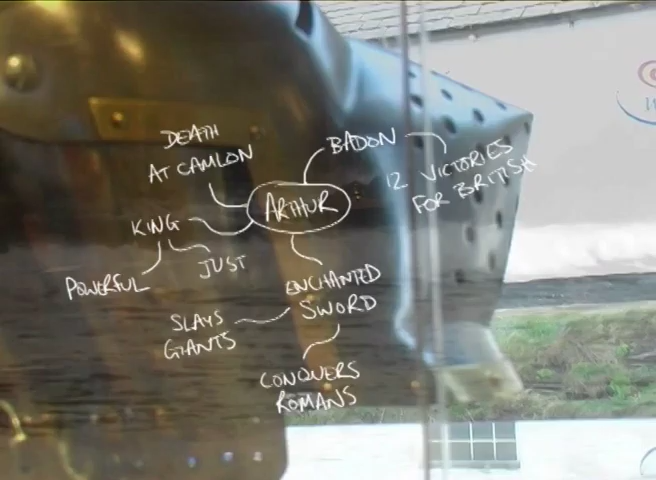 DEATH
AT CAMLON
BADON
12 VICTORIES
FOR BRITISH
ARTHUR
KING
POWERFUL
JUST
ENCHANTED
SWORD
SLAYS
GIANTS
CONQUERS
ROMANS